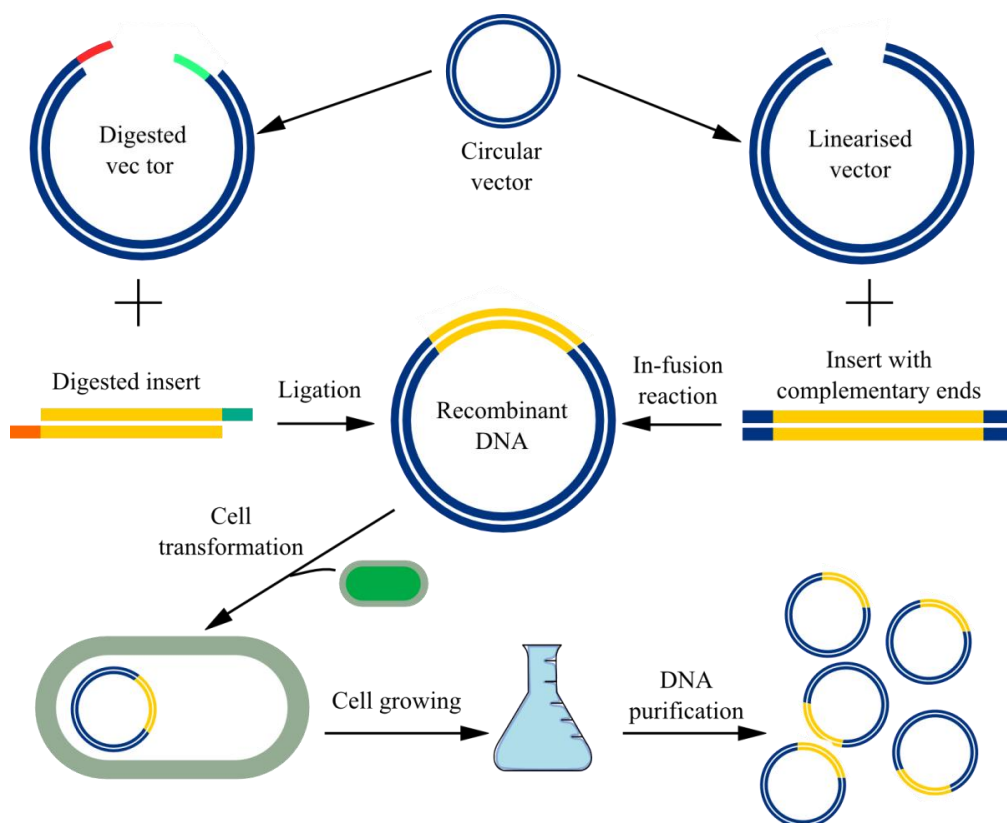 Digested
vec tor
Circular
vector
Linearised
vector
Digested insert
Ligation
Recombinant
DNA
In-fusion
reaction
Insert with
complementary ends
Cell
transformation
Cell growing
DNA
purification